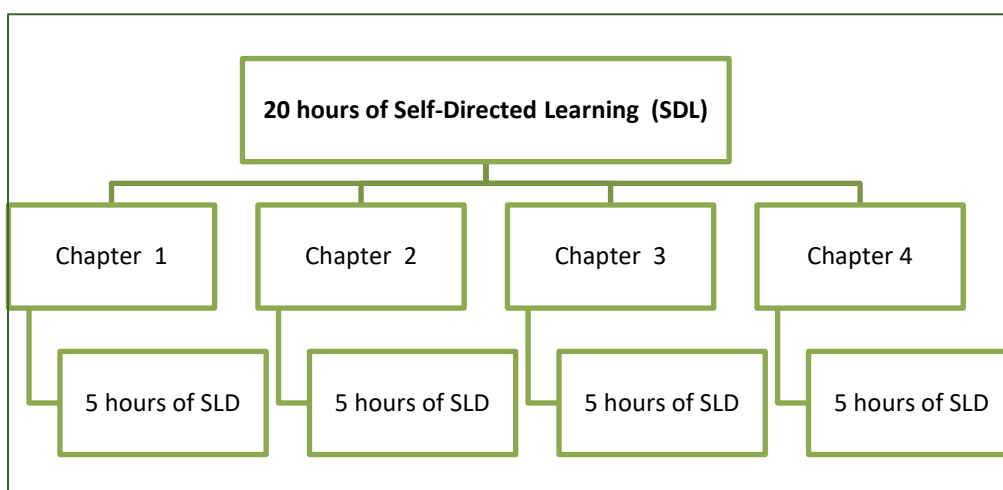 20 hours of Self-Directed Learning (SDL)
Chapter 1
Chapter 2
Chapter 3
Chapter 4
5 hours of SLD
5 hours of SLD
5 hours of SLD
5 hours of SLD